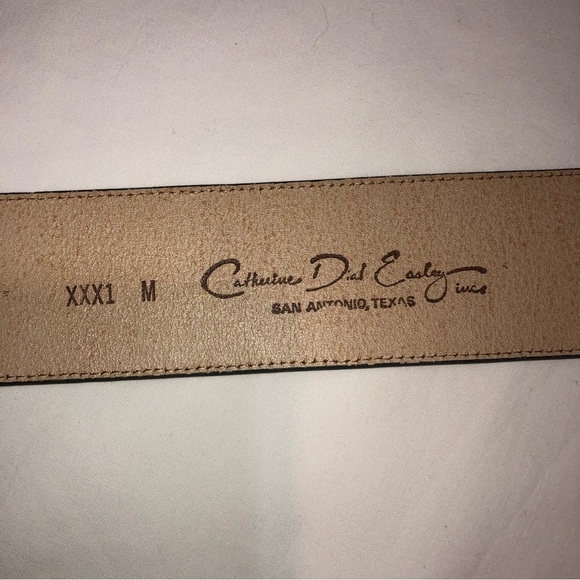 XXX1 M
Catherine Dial Easley inc.
SAN ANTONIO, TEXAS